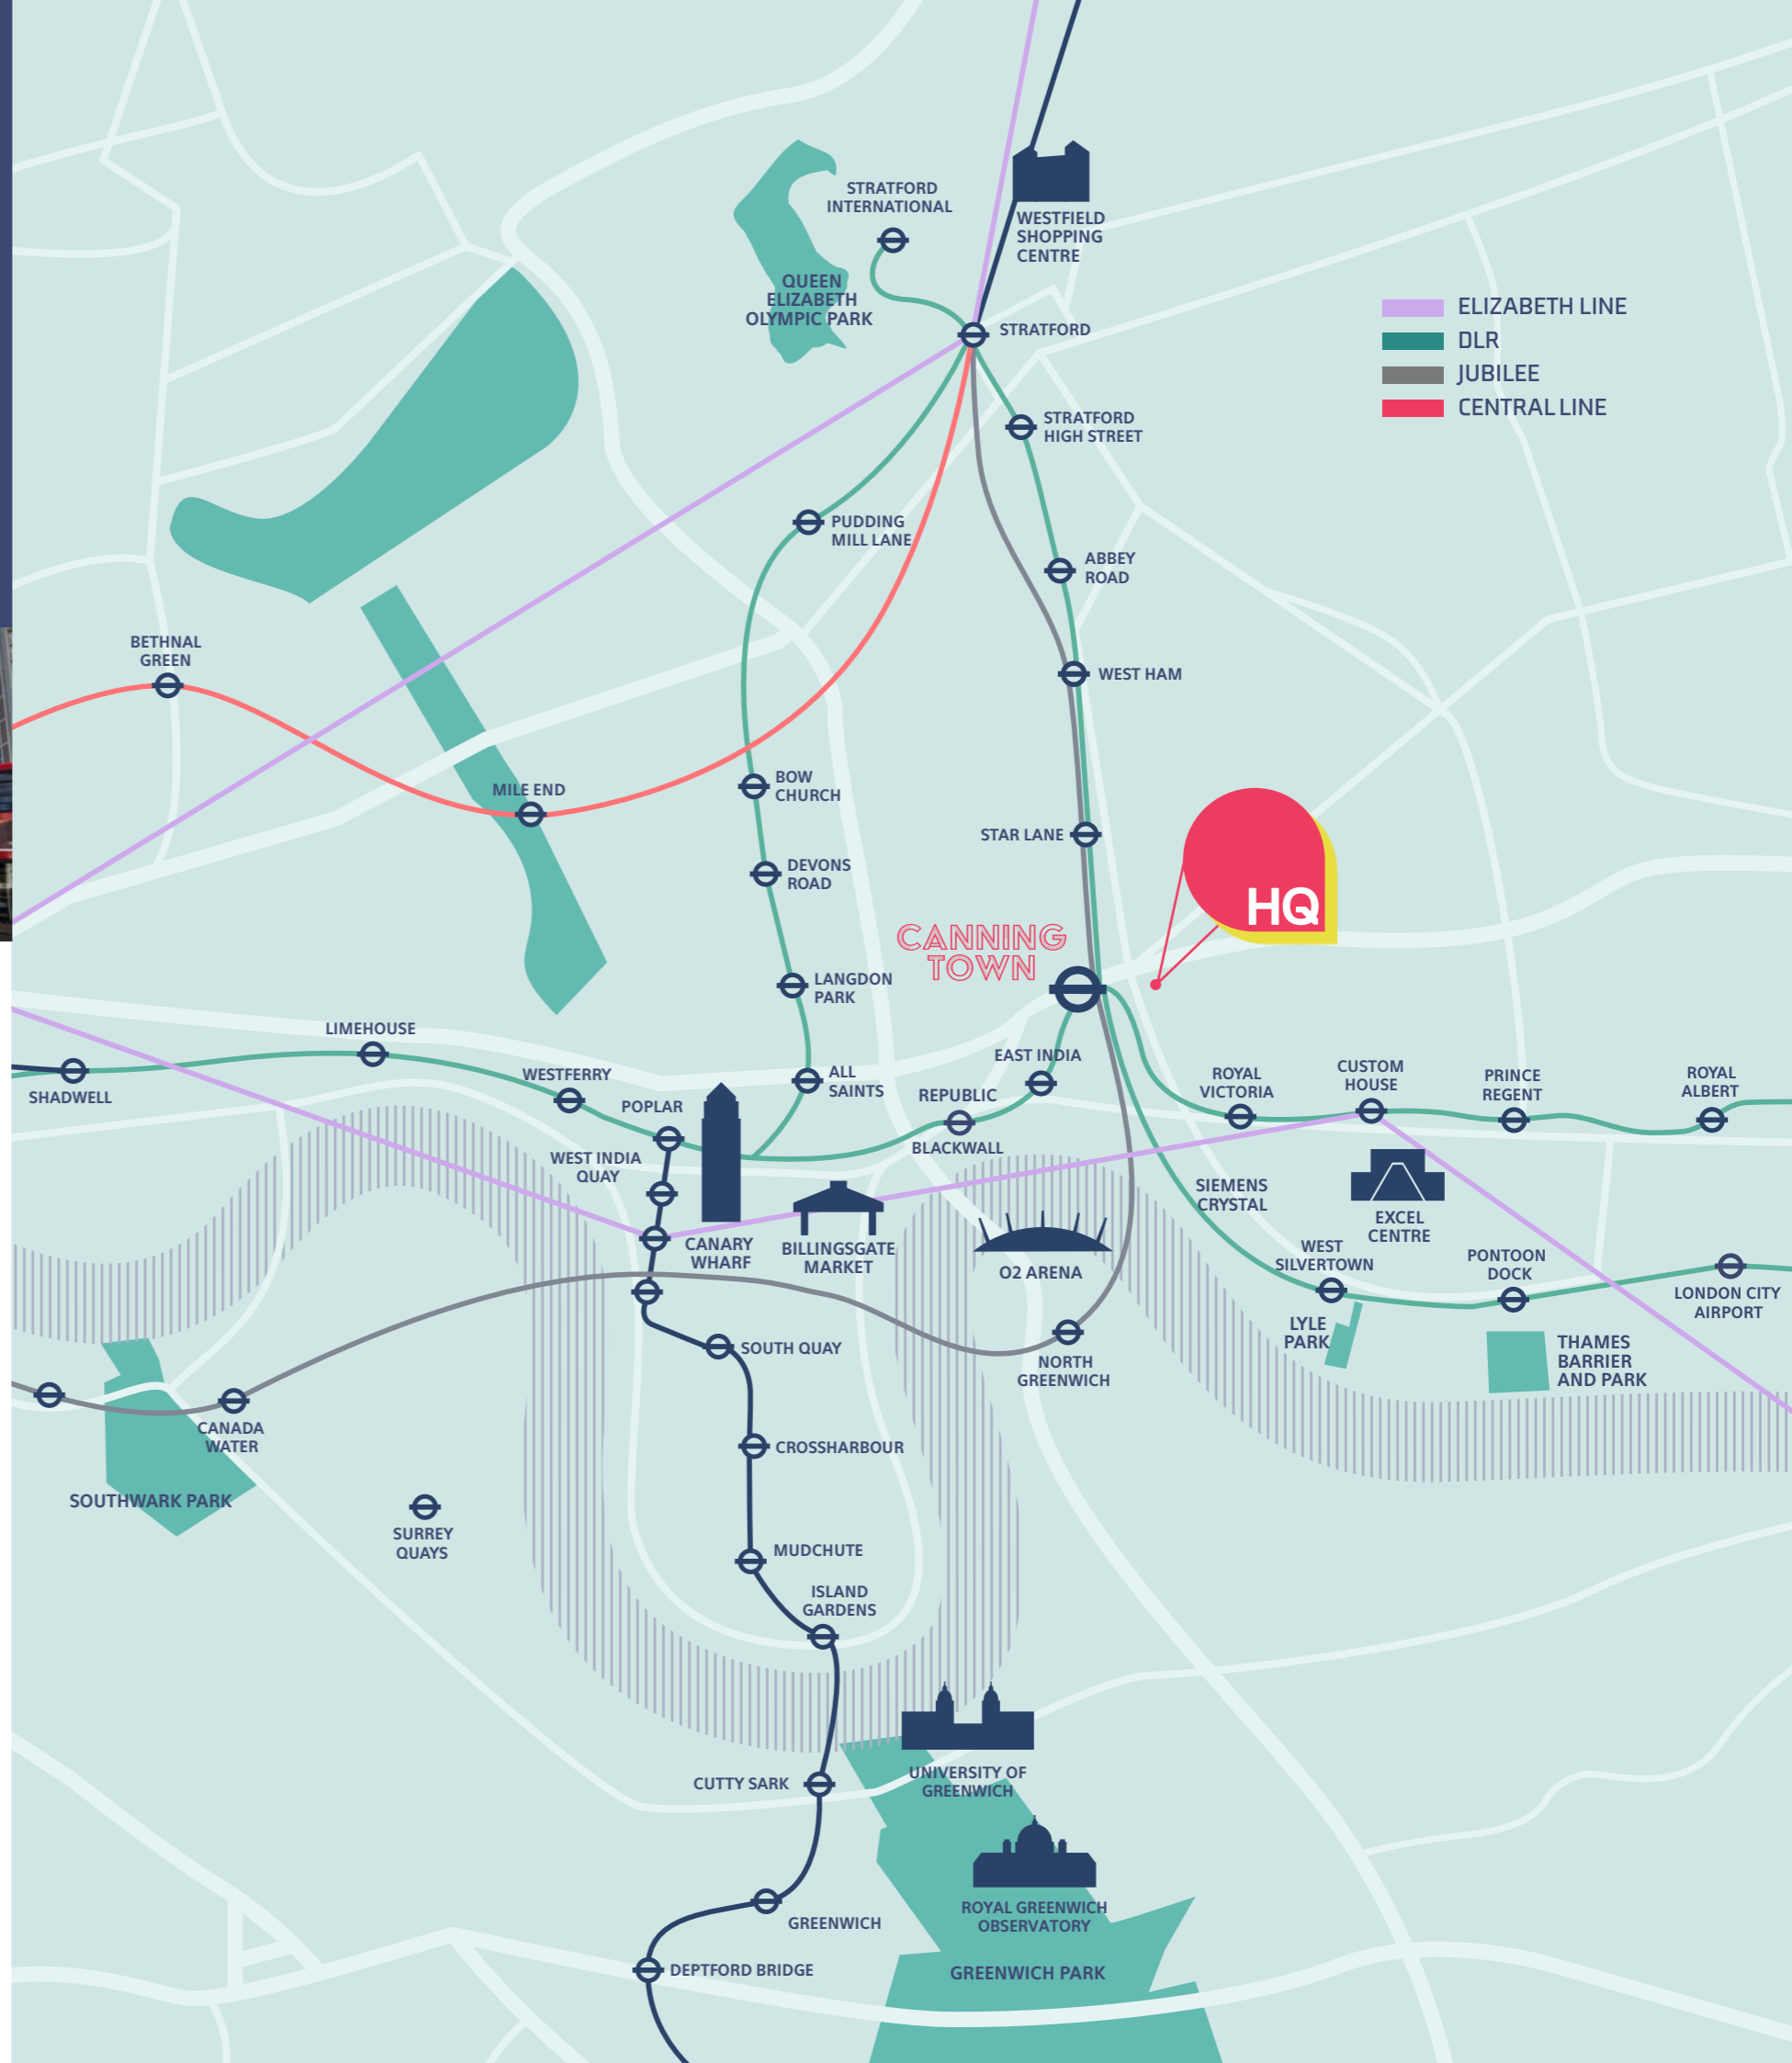 STRATFORD
INTERNATIONAL
WESTFIELD
SHOPPING
CENTRE
QUEEN
ELIZABETH
OLYMPIC PARK
STRATFORD
ELIZABETH LINE
DLR
JUBILEE
CENTRAL LINE
STRATFORD
HIGH STREET
PUDDING
MILL LANE
ABBEY
ROAD
BETHNAL
GREEN
WEST HAM
MILE END
BOW
CHURCH
STAR LANE
DEVONS
ROAD
HQ
CANNING
TOWN
LANGDON
PARK
LIMEHOUSE
SHADWELL
WESTFERRY
POPLAR
ALL
SAINTS
EAST INDIA
REPUBLIC
BLACKWALL
ROYAL
VICTORIA
CUSTOM
HOUSE
PRINCE
REGENT
ROYAL
ALBERT
WEST INDIA
QUAY
SIEMENS
CRYSTAL
CANARY
WHARF
BILLINGSGATE
MARKET
O2 ARENA
EXCEL
CENTRE
WEST
SILVERTOWN
PONTOON
DOCK
LONDON CITY
AIRPORT
LYLE
PARK
THAMES
BARRIER
AND PARK
SOUTH QUAY
NORTH
GREENWICH
CANADA
WATER
CROSSHARBOUR
SOUTHWARK PARK
SURREY
QUAYS
MUDCHUTE
ISLAND
GARDENS
CUTTY SARK
UNIVERSITY OF
GREENWICH
GREENWICH
ROYAL GREENWICH
OBSERVATORY
DEPTFORD BRIDGE
GREENWICH PARK